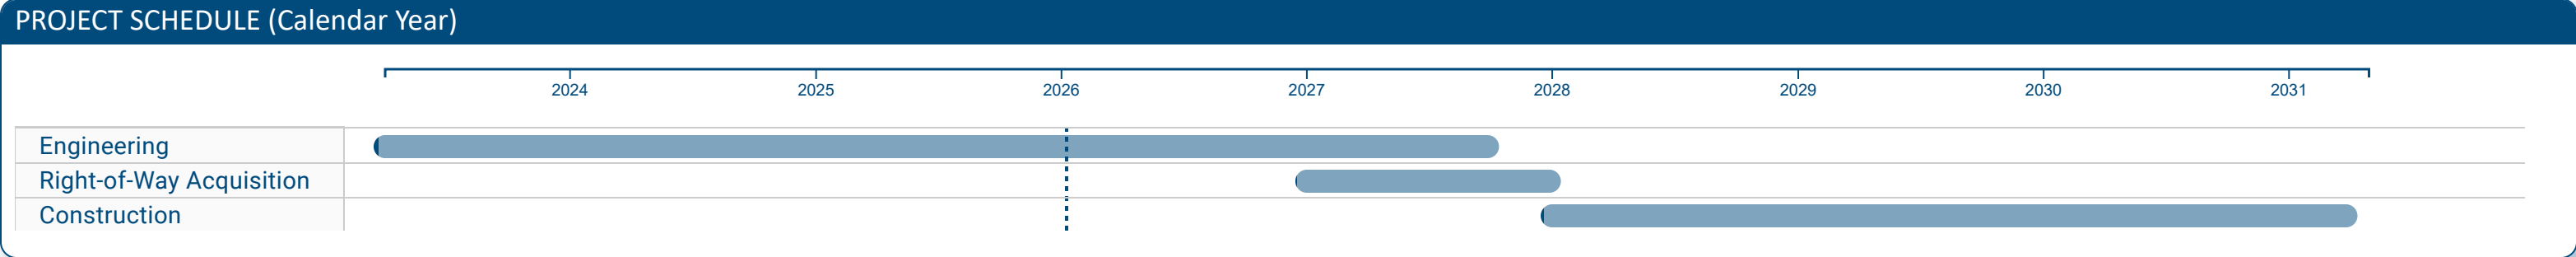 PROJECT SCHEDULE (Calendar Year)
2024 2025 2026 2027 2028 2029 2030 2031
Engineering
Right-of-Way Acquisition
Construction